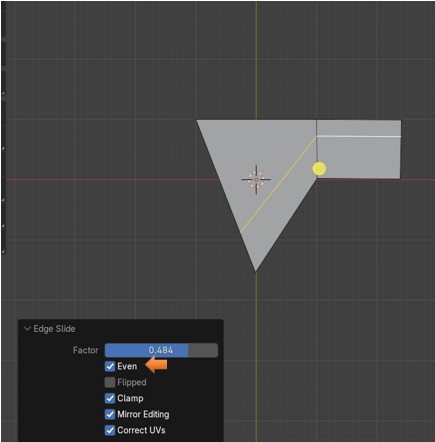 Edge Slide
Factor 0.484
Even
Flipped
Clamp
Mirror Editing
Correct UVs